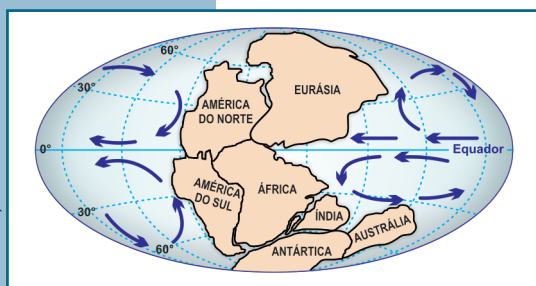 60°
30°
0°
30°
60°
AMÉRICA
DO NORTE
EURÁSIA
Equador
AMÉRICA
DO SUL
ÁFRICA
ÍNDIA
AUSTRÁLIA
ANTÁRTICA